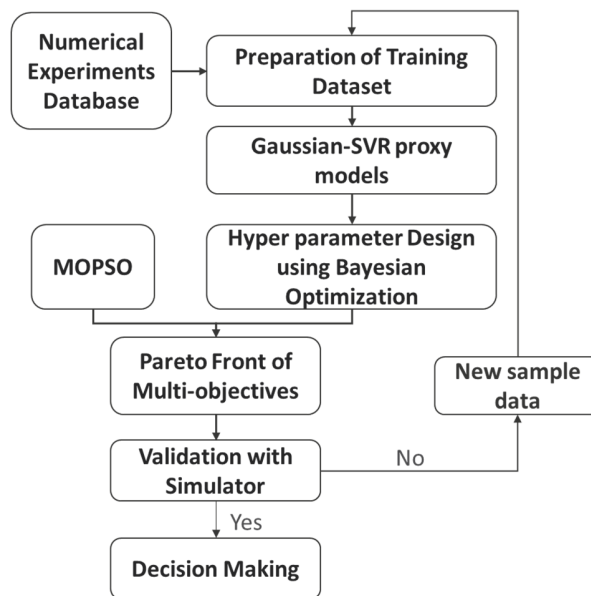 Numerical
Experiments
Database
Preparation of Training
Dataset
Gaussian-SVR proxy
models
MOPSO
Hyper parameter Design
using Bayesian
Optimization
Pareto Front of
Multi-objectives
New sample
data
Validation with
Simulator
No
Yes
Decision Making